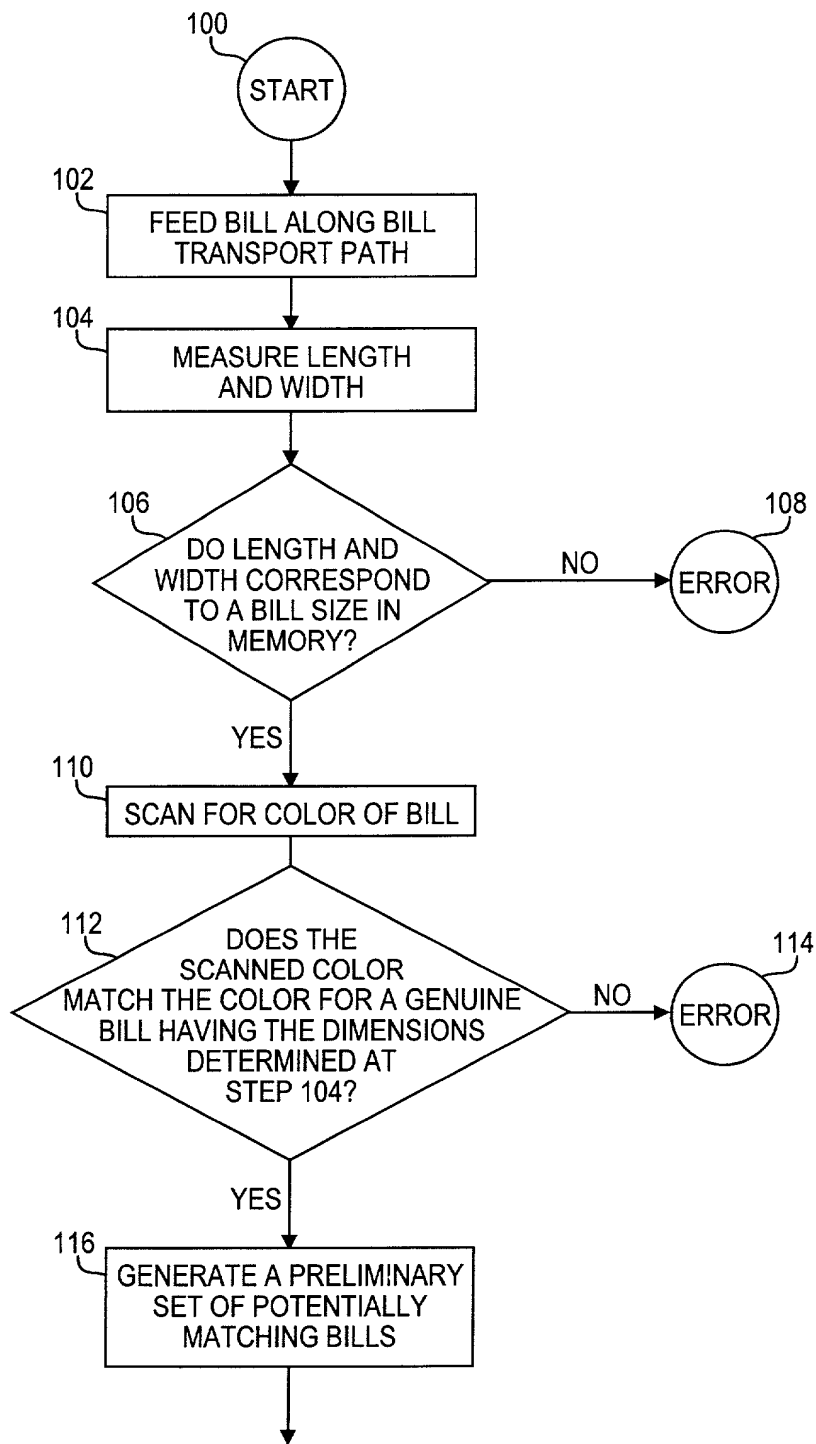 100
START
102
FEED BILL ALONG BILL
TRANSPORT PATH
104
MEASURE LENGTH
AND WIDTH
106
DO LENGTH AND
WIDTH CORRESPOND
TO A BILL SIZE IN
MEMORY?
NO
108
ERROR
YES
110
SCAN FOR COLOR OF BILL
112
DOES THE
SCANNED COLOR
MATCH THE COLOR FOR A GENUINE
BILL HAVING THE DIMENSIONS
DETERMINED AT
STEP 104?
NO
114
ERROR
YES
116
GENERATE A PRELIMINARY
SET OF POTENTIALLY
MATCHING BILLS